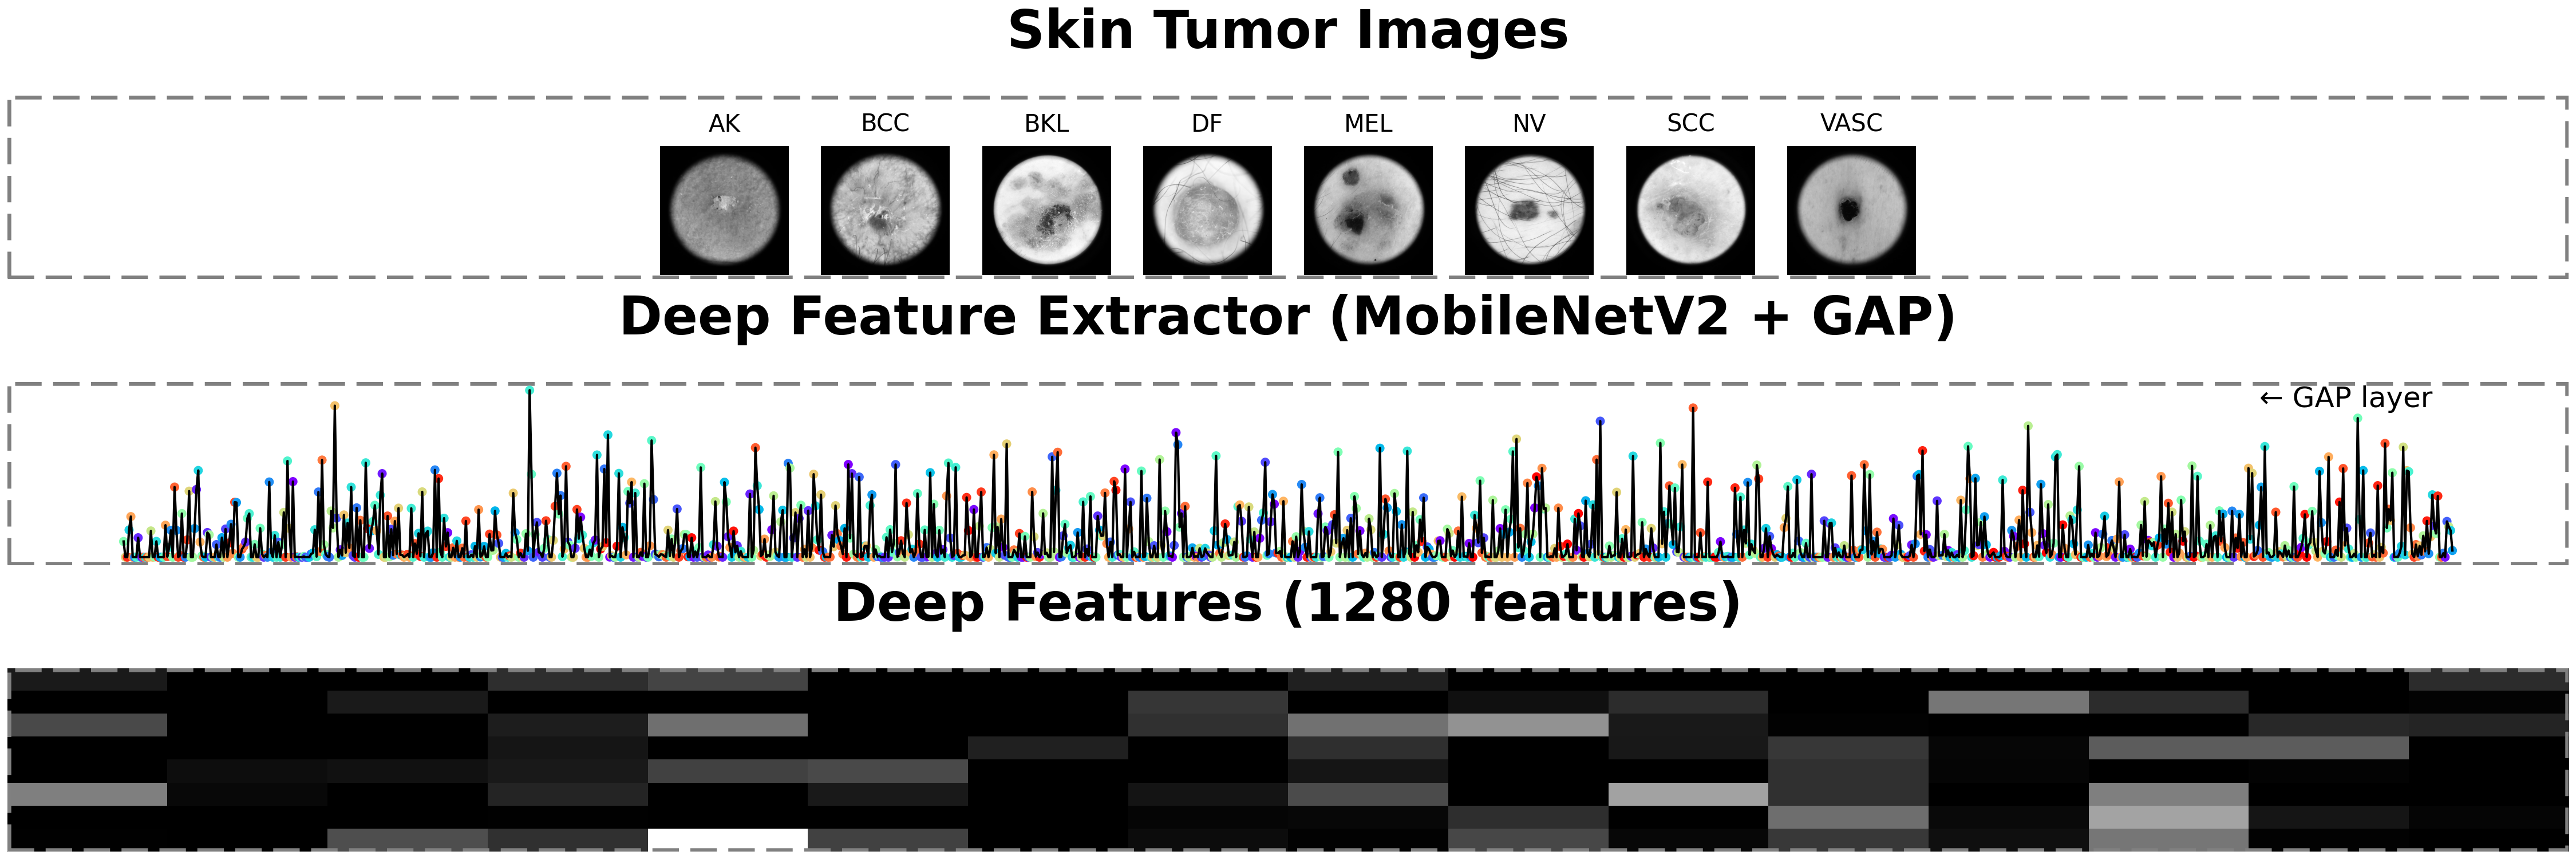 Skin Tumor Images
AK BCC BKL DF MEL NV SCC VASC
Deep Feature Extractor (MobileNetV2 + GAP)
← GAP layer
Deep Features (1280 features)